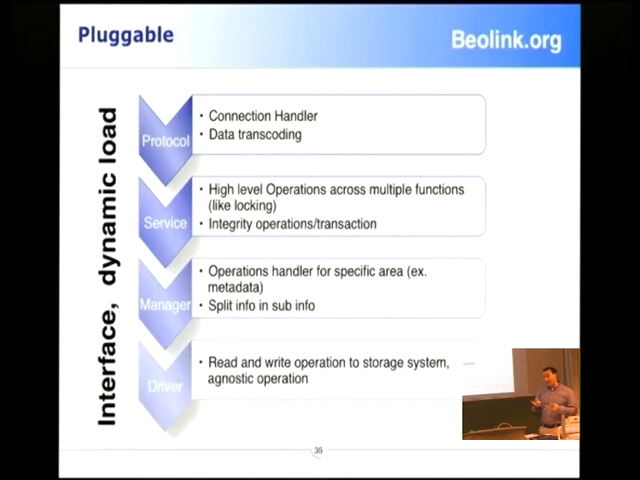 Pluggable
Beolink.org
Interface, dynamic load
Protocol
• Connection Handler
• Data transcoding
Service
• High level Operations across multiple functions
(like locking)
• Integrity operations/transaction
Manager
• Operations handler for specific area (ex.
metadata)
• Split info in sub info
Driver
• Read and write operation to storage system,
agnostic operation
35